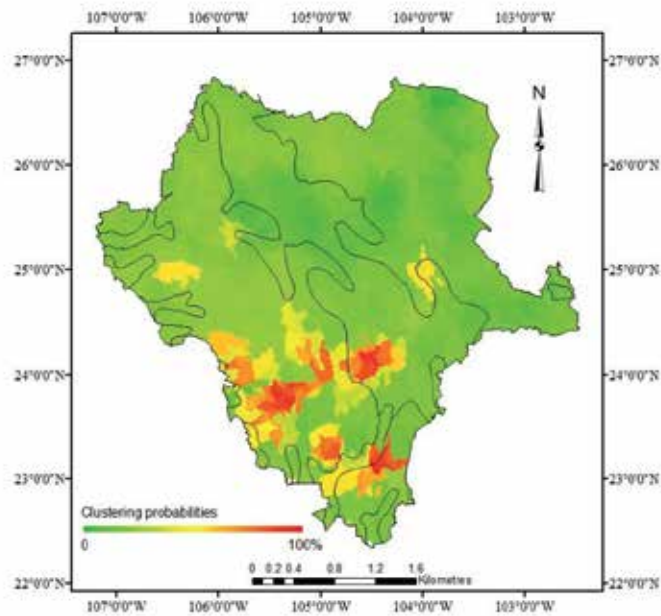 107°0'0"W 106°0'0"W 105°0'0"W 104°0'0"W 103°0'0"W
27°0'0"N 27°0'0"N
N
26°0'0"N 26°0'0"N
25°0'0"N 25°0'0"N
24°0'0"N 24°0'0"N
23°0'0"N 23°0'0"N
Clustering probabilities
0 100%
0 0.2 0.4 0.8 1.2 1.6
Kilometres
22°0'0"N 22°0'0"N
107°0'0"W 106°0'0"W 105°0'0"W 104°0'0"W 103°0'0"W